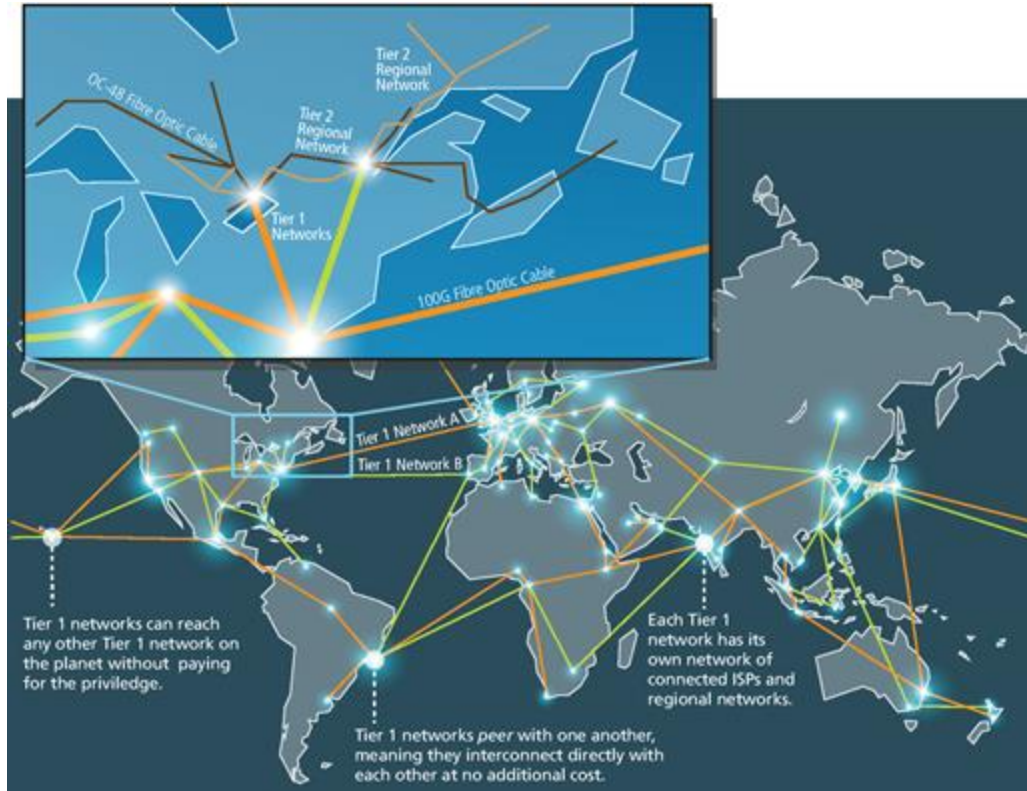 OC-48 Fibre Optic Cable
Tier 2
Regional
Network
Tier 2
Regional
Network
Tier 1
Networks
100G Fibre Optic Cable
Tier 1 Network A
Tier 1 Network B
Tier 1 networks can reach
any other Tier 1 network on
the planet without paying
for the priviledge.
Tier 1 networks peer with one another,
meaning they interconnect directly with
each other at no additional cost.
Each Tier 1
network has its
own network of
connected ISPs and
regional networks.